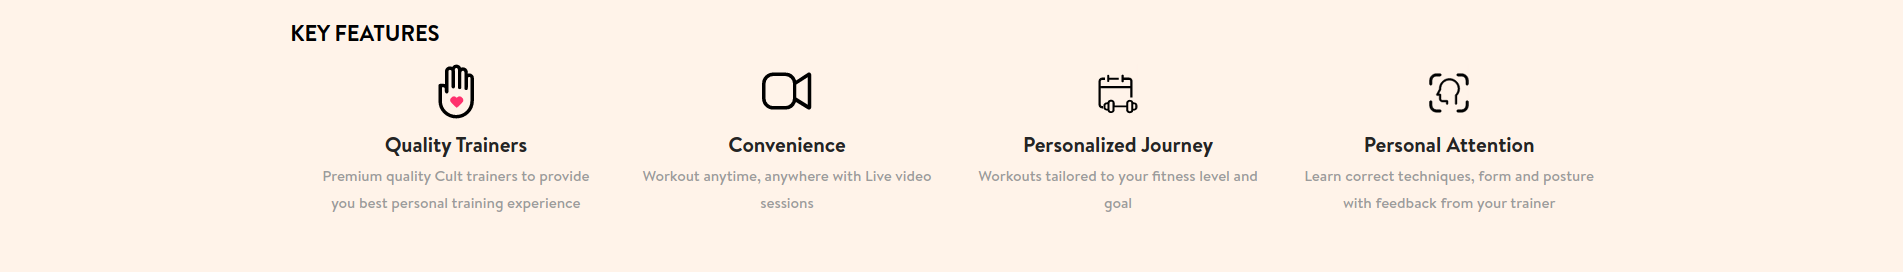 KEY FEATURES
Quality Trainers
Premium quality Cult trainers to provide
you best personal training experience
Convenience
Workout anytime, anywhere with Live video
sessions
Personalized Journey
Workouts tailored to your fitness level and
goal
Personal Attention
Learn correct techniques, form and posture
with feedback from your trainer